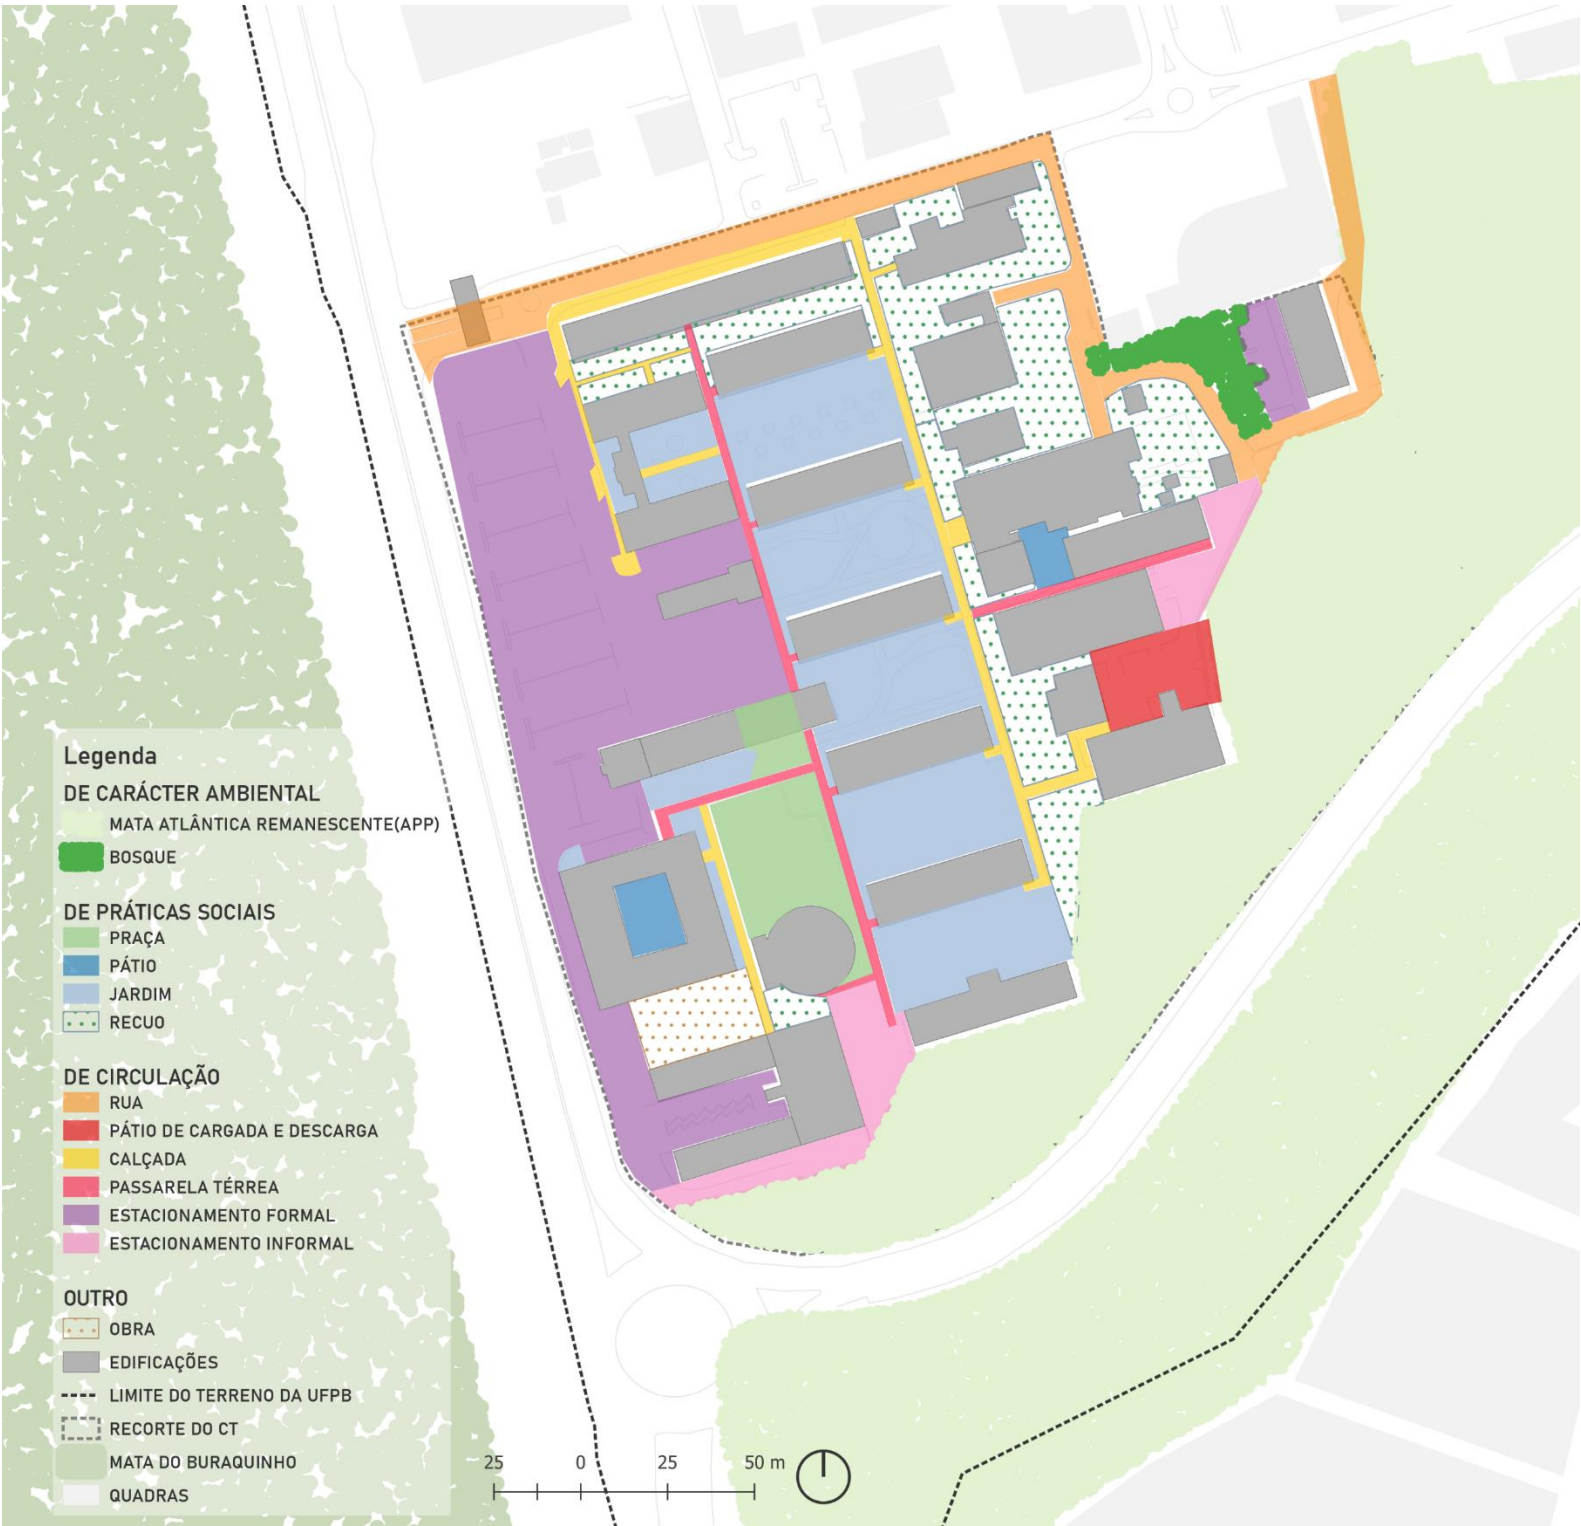 Legenda
DE CARÁCTER AMBIENTAL
MATA ATLÂNTICA REMANESCENTE(APP)
BOSQUE
DE PRÁTICAS SOCIAIS
PRAÇA
PÁTIO
JARDIM
RECUO
DE CIRCULAÇÃO
RUA
PÁTIO DE CARGADA E DESCARGA
CALÇADA
PASSARELA TÉRREA
ESTACIONAMENTO FORMAL
ESTACIONAMENTO INFORMAL
OUTRO
OBRA
EDIFICAÇÕES
LIMITE DO TERRENO DA UFPB
RECORTE DO CT
MATA DO BURAQUINHO
QUADRAS
25 0 25 50 m